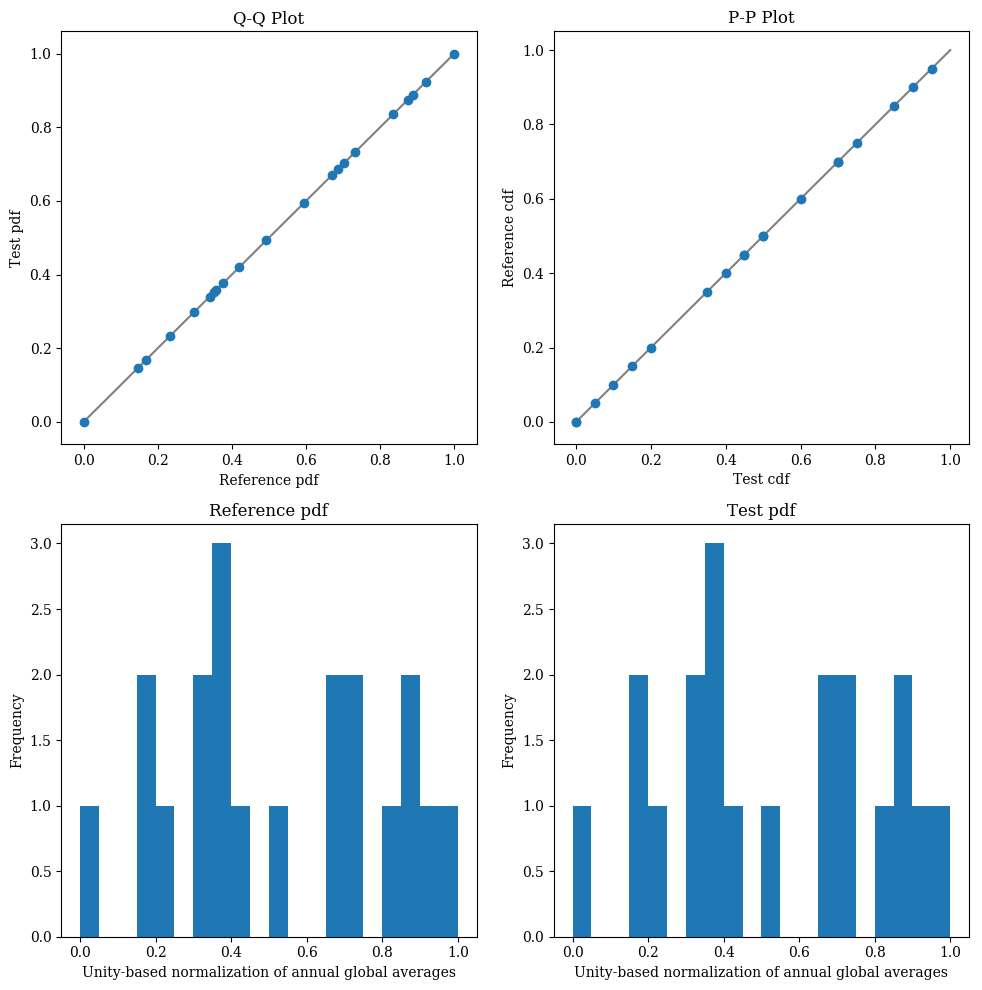 Q-Q Plot
1.0
0.8
0.6
0.4
0.2
0.0
Test pdf
0.0 0.2 0.4 0.6 0.8 1.0
Reference pdf
P-P Plot
1.0
0.8
0.6
0.4
0.2
0.0
Reference cdf
0.0 0.2 0.4 0.6 0.8 1.0
Test cdf
Reference pdf
3.0
2.5
2.0
1.5
1.0
0.5
0.0
Frequency
0.0 0.2 0.4 0.6 0.8 1.0
Unity-based normalization of annual global averages
Test pdf
3.0
2.5
2.0
1.5
1.0
0.5
0.0
Frequency
0.0 0.2 0.4 0.6 0.8 1.0
Unity-based normalization of annual global averages